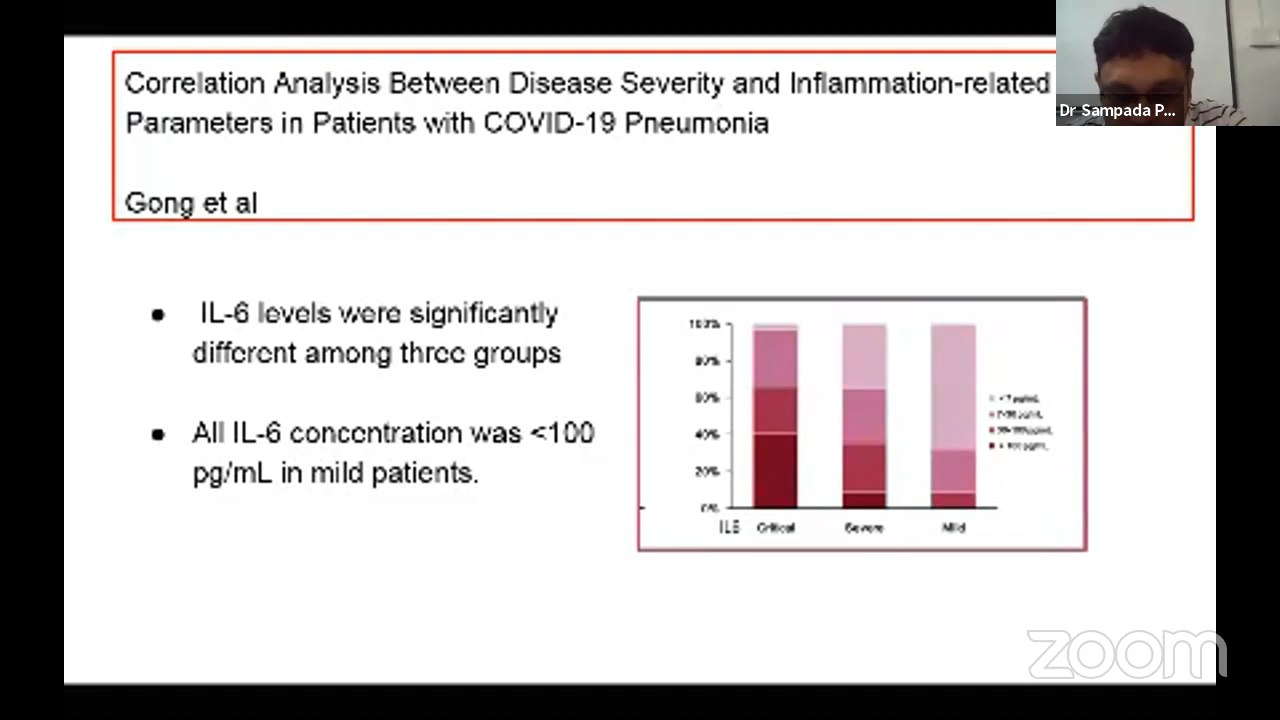 Correlation Analysis Between Disease Severity and Inflammation-related
Parameters in Patients with COVID-19 Pneumonia
Gong et al
Dr Sampada P...
● IL-6 levels were significantly
different among three groups
● All IL-6 concentration was <100
pg/mL in mild patients.
100%
80%
60%
40%
20%
0%
IL6 Critical Severe Mild
zoom